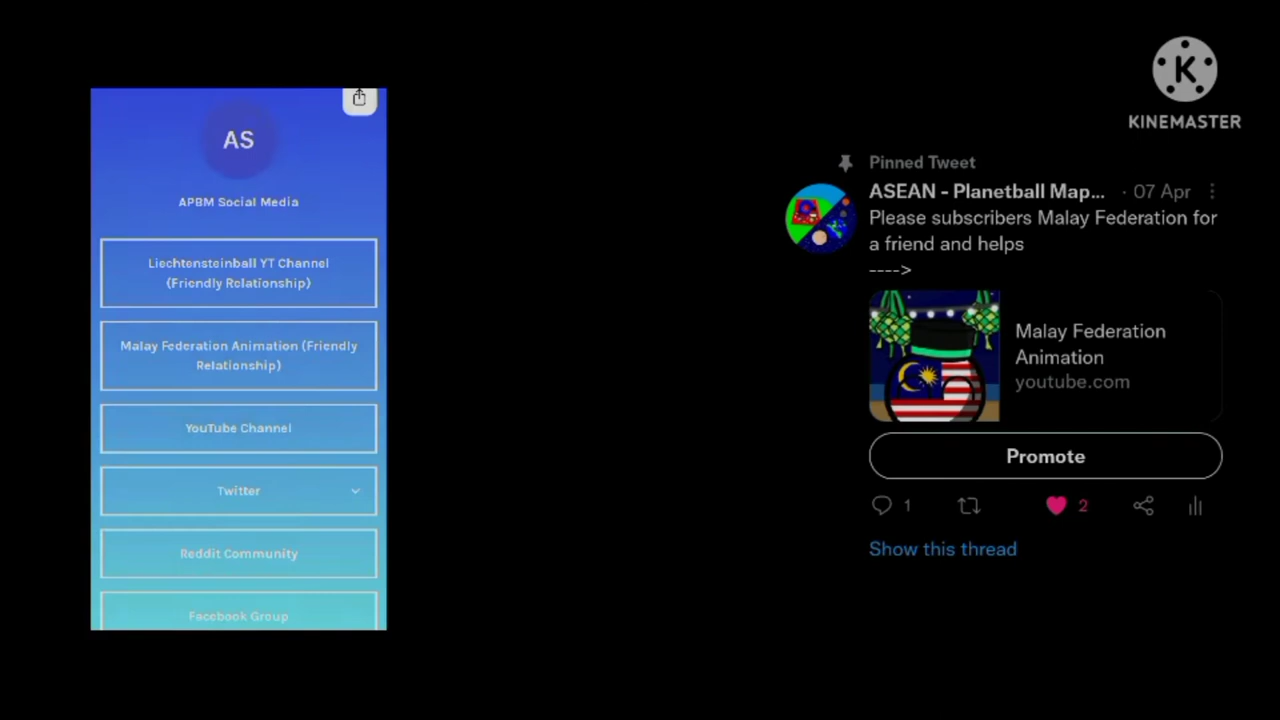 AS
APBM Social Media
Liechtensteinball YT Channel
(Friendly Relationship)
Malay Federation Animation (Friendly
Relationship)
YouTube Channel
Twitter
Reddit Community
Facebook Group
K
KINEMASTER
Pinned Tweet
ASEAN - Planetball Map... · 07 Apr
Please subscribers Malay Federation for
a friend and helps
---->
Malay Federation
Animation
youtube.com
Promote
1
2
Show this thread